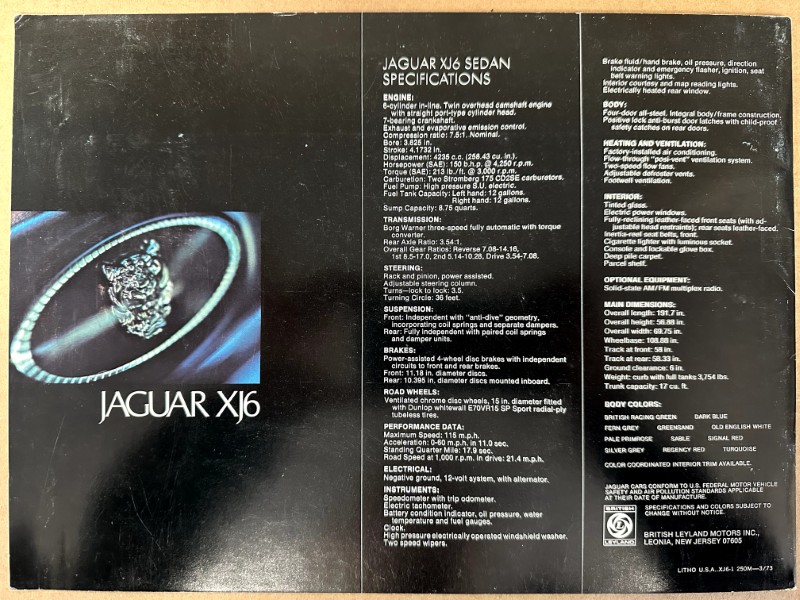 JAGUAR XJ6
JAGUAR XJ6 SEDAN
SPECIFICATIONS
ENGINE:
6-cylinder in-line. Twin overhead camshaft engine
with straight port-type cylinder head.
7-bearing crankshaft.
Exhaust and evaporative emission control.
Compression ratio: 7.5:1. Nominal.
Bore: 3.625 in.
Stroke: 4.1732 in.
Displacement: 4235 c.c. (258.43 cu. in.).
Horsepower (SAE): 150 b.h.p. @ 4,250 r.p.m.
Torque (SAE): 213 lb./ft. @ 3,000 r.p.m.
Carburetion: Two Stromberg 175 CD2SE carburetors.
Fuel Pump: High pressure S.U. electric.
Fuel Tank Capacity: Left hand: 12 gallons.
Right hand: 12 gallons.
Sump Capacity: 8.75 quarts.
TRANSMISSION:
Borg Warner three-speed fully automatic with torque
converter.
Rear Axle Ratio: 3.54:1.
Overall Gear Ratios: Reverse 7.08-14.16,
1st 8.5-17.0, 2nd 5.14-10.28, Drive 3.54-7.08.
STEERING:
Rack and pinion, power assisted.
Adjustable steering column.
Turns—lock to lock: 3.5.
Turning Circle: 36 feet.
SUSPENSION:
Front: Independent with "anti-dive" geometry,
incorporating coil springs and separate dampers.
Rear: Fully independent with paired coil springs
and damper units.
BRAKES:
Power-assisted 4-wheel disc brakes with independent
circuits to front and rear brakes.
Front: 11.18 in. diameter discs.
Rear: 10.395 in. diameter discs mounted inboard.
ROAD WHEELS:
Ventilated chrome disc wheels, 15 in. diameter fitted
with Dunlop whitewall E70VR15 SP Sport radial-ply
tubeless tires.
PERFORMANCE DATA:
Maximum Speed: 115 m.p.h.
Acceleration: 0-60 m.p.h. in 11.0 sec.
Standing Quarter Mile: 17.9 sec.
Road Speed at 1,000 r.p.m. in drive: 21.4 m.p.h.
ELECTRICAL:
Negative ground, 12-volt system, with alternator.
INSTRUMENTS:
Speedometer with trip odometer.
Electric tachometer.
Battery condition indicator, oil pressure, water
temperature and fuel gauges.
Clock.
High pressure electrically operated windshield washer.
Two speed wipers.
Brake fluid/hand brake, oil pressure, direction
indicator and emergency flasher, ignition, seat
belt warning lights.
Interior courtesy and map reading lights.
Electrically heated rear window.
BODY:
Four-door all-steel. Integral body/frame construction.
Positive lock anti-burst door latches with child-proof
safety catches on rear doors.
HEATING AND VENTILATION:
Factory-installed air conditioning.
Flow-through "posi-vent" ventilation system.
Two-speed flow fans.
Adjustable defroster vents.
Footwell ventilation.
INTERIOR:
Tinted glass.
Electric power windows.
Fully-reclining leather-faced front seats (with ad-
justable head restraints); rear seats leather-faced.
Inertia-reel seat belts, front.
Cigarette lighter with luminous socket.
Console and lockable glove box.
Deep pile carpet.
Parcel shelf.
OPTIONAL EQUIPMENT:
Solid-state AM/FM multiplex radio.
MAIN DIMENSIONS:
Overall length: 191.7 in.
Overall height: 56.88 in.
Overall width: 69.75 in.
Wheelbase: 108.88 in.
Track at front: 58 in.
Track at rear: 58.33 in.
Ground clearance: 6 in.
Weight: curb with full tanks 3,754 lbs.
Trunk capacity: 17 cu. ft.
BODY COLORS:
BRITISH RACING GREEN DARK BLUE
FERN GREY GREENSAND OLD ENGLISH WHITE
PALE PRIMROSE SABLE SIGNAL RED
SILVER GREY REGENCY RED TURQUOISE
COLOR COORDINATED INTERIOR TRIM AVAILABLE.
JAGUAR CARS CONFORM TO U.S. FEDERAL MOTOR VEHICLE
SAFETY AND AIR POLLUTION STANDARDS APPLICABLE
AT THEIR DATE OF MANUFACTURE.
BRITISH
LEYLAND
SPECIFICATIONS AND COLORS SUBJECT TO
CHANGE WITHOUT NOTICE.
BRITISH LEYLAND MOTORS INC.,
LEONIA, NEW JERSEY 07605
LITHO U.S.A. XJ6-1 250M—3/73